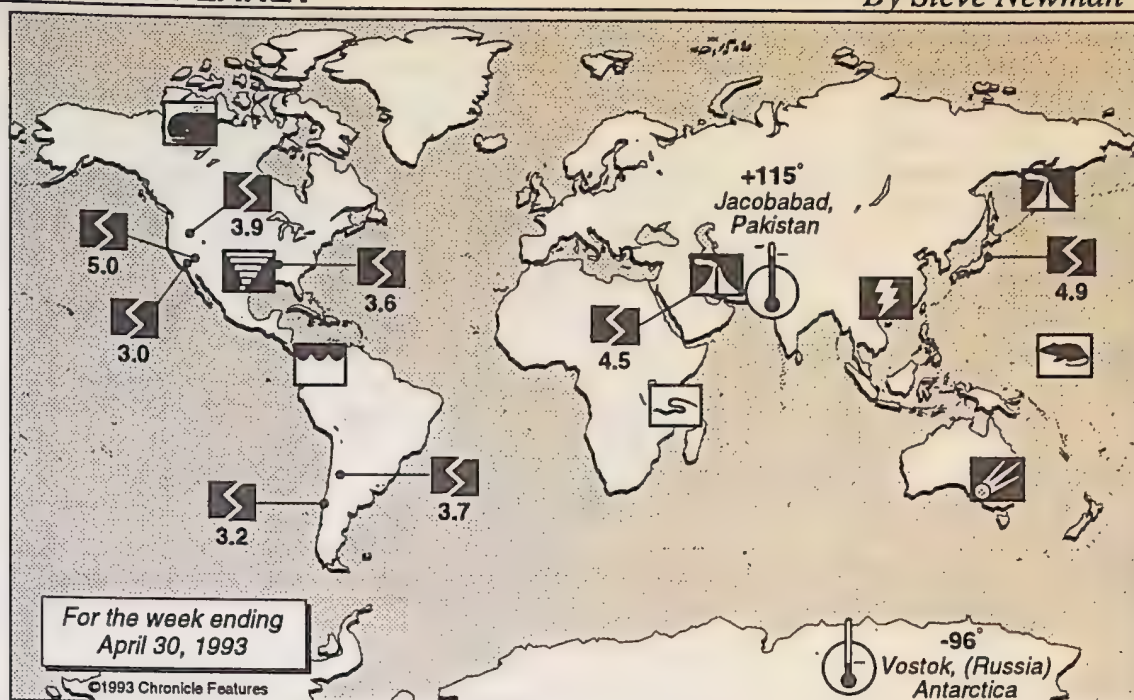 By Steve Newman
+115°
Jacobabad,
Pakistan
3.9
5.0
3.6
4.9
3.0
4.5
3.7
3.2
For the week ending
April 30, 1993
-96°
Vostok, (Russia)
Antarctica
©1993 Chronicle Features